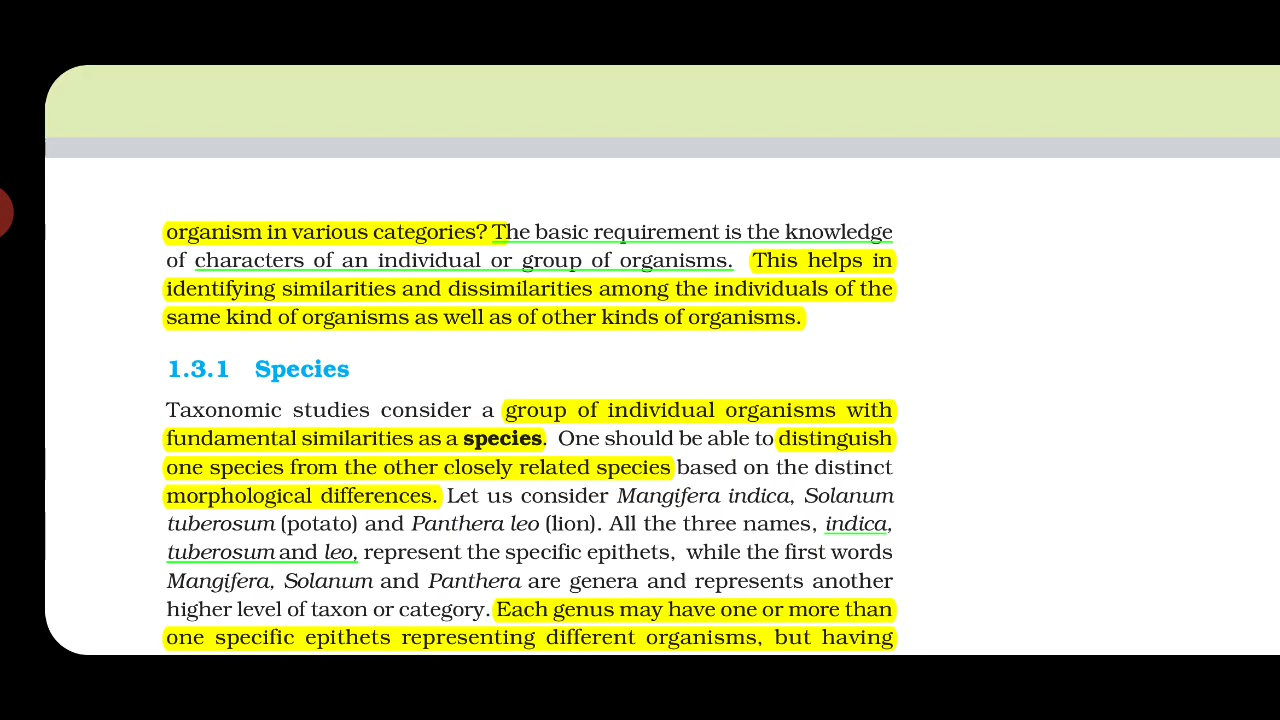 organism in various categories? The basic requirement is the knowledge
of characters of an individual or group of organisms. This helps in
identifying similarities and dissimilarities among the individuals of the
same kind of organisms as well as of other kinds of organisms.
1.3.1 Species
Taxonomic studies consider a group of individual organisms with
fundamental similarities as a species. One should be able to distinguish
one species from the other closely related species based on the distinct
morphological differences. Let us consider Mangifera indica, Solanum
tuberosum (potato) and Panthera leo (lion). All the three names, indica,
tuberosum and leo, represent the specific epithets, while the first words
Mangifera, Solanum and Panthera are genera and represents another
higher level of taxon or category. Each genus may have one or more than
one specific epithets representing different organisms, but having